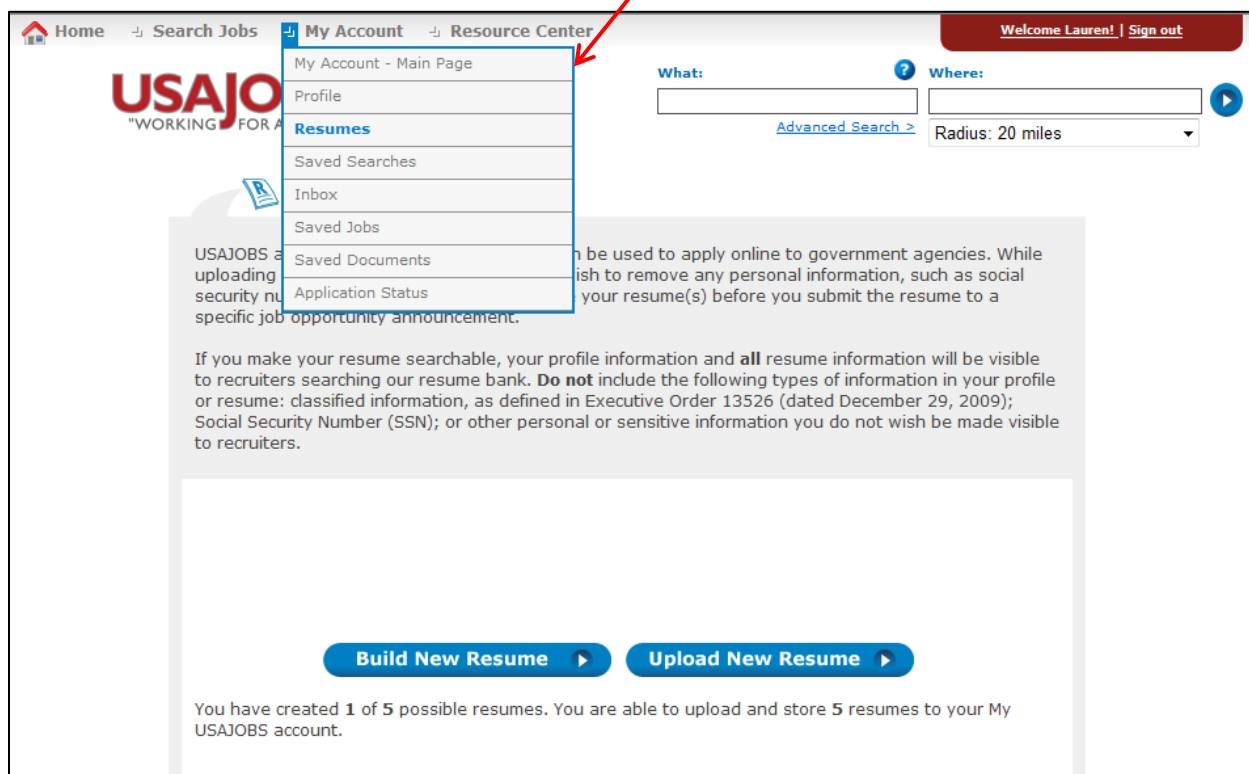 Home Search Jobs My Account Resource Center Welcome Lauren! | Sign out
My Account - Main Page
Profile
Resumes
Saved Searches
Inbox
Saved Jobs
Saved Documents
Application Status
USAJO
"WORKING FOR A
What: ? Where:
Advanced Search > Radius: 20 miles
R
USAJOBS be used to apply online to government agencies. While
uploading ish to remove any personal information, such as social
security your resume(s) before you submit the resume to a
specific job opportunity announcement.
If you make your resume searchable, your profile information and all resume information will be visible
to recruiters searching our resume bank. Do not include the following types of information in your profile
or resume: classified information, as defined in Executive Order 13526 (dated December 29, 2009);
Social Security Number (SSN); or other personal or sensitive information you do not wish be made visible
to recruiters.
Build New Resume Upload New Resume
You have created 1 of 5 possible resumes. You are able to upload and store 5 resumes to your My
USAJOBS account.